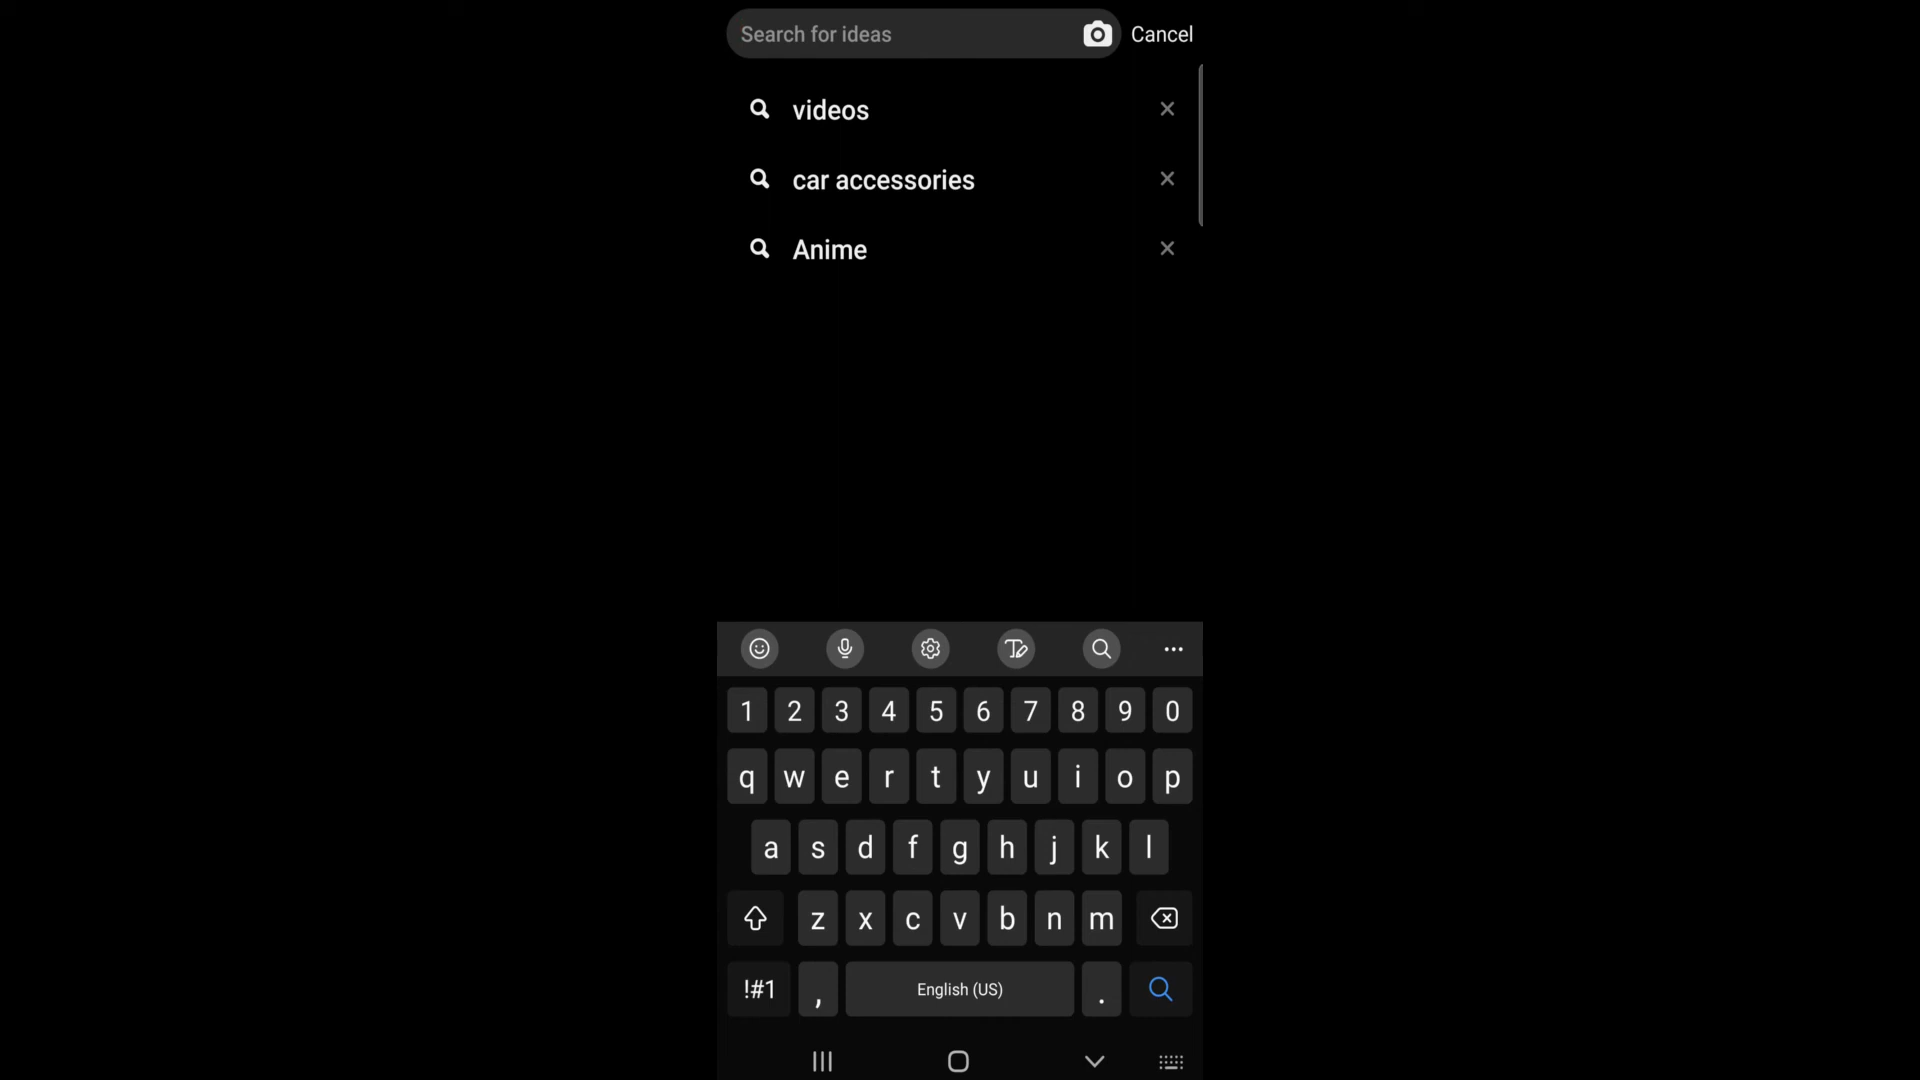 Search for ideas Cancel
videos
car accessories
Anime
1 2 3 4 5 6 7 8 9 0
q w e r t y u i o p
a s d f g h j k l
z x c v b n m
!#1 , English (US) .